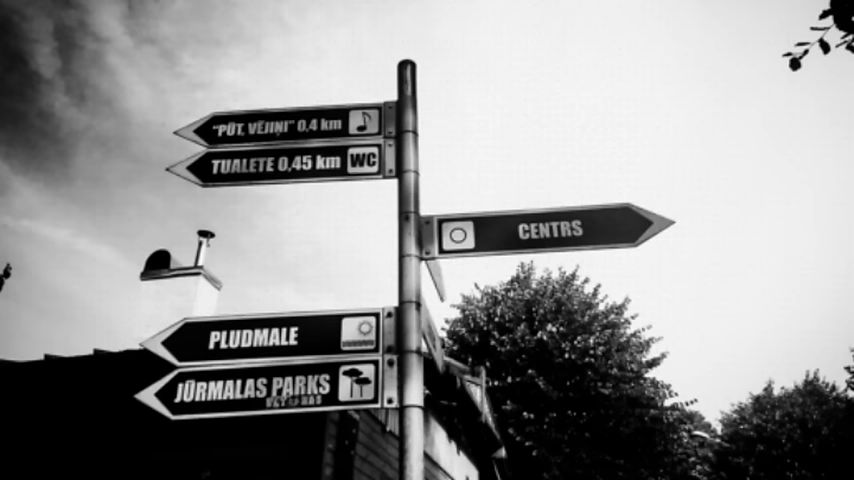 "PŪT, VĒJIŅI" 0,4 km
TUALETE 0,45 km WC
CENTRS
PLUDMALE
JŪRMALAS PARKS